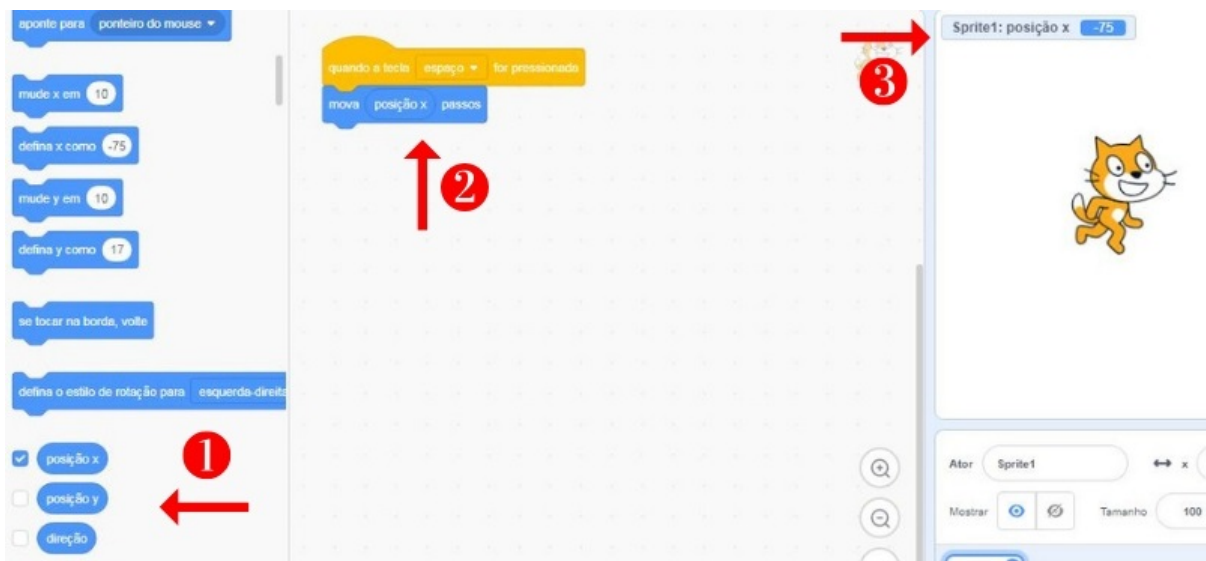 aponte para ponteiro do mouse
mude x em 10
defina x como -75
mude y em 10
defina y como 17
se tocar na borda, volte
defina o estilo de rotação para esquerda-direita
posição x
posição y
direção
1
quando a tecla espaço for pressionada
mova posição x passos
2
3
Sprite1: posição x -75
Ator Sprite1 x
Mostrar Tamanho 100